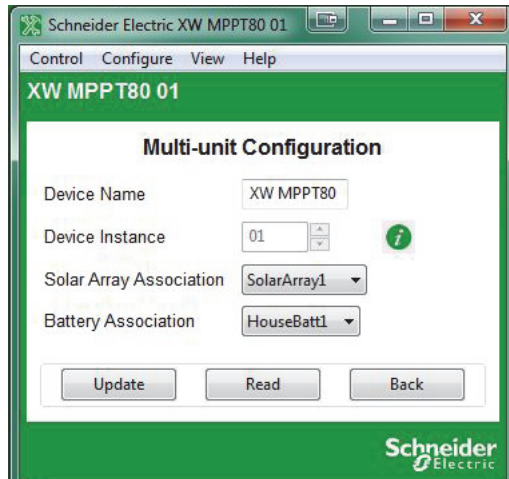 Schneider Electric XW MPPT80 01
Control Configure View Help
XW MPPT80 01
Multi-unit Configuration
Device Name XW MPPT80
Device Instance 01
i
Solar Array Association SolarArray1
Battery Association HouseBatt1
Update Read Back
Schneider
Electric